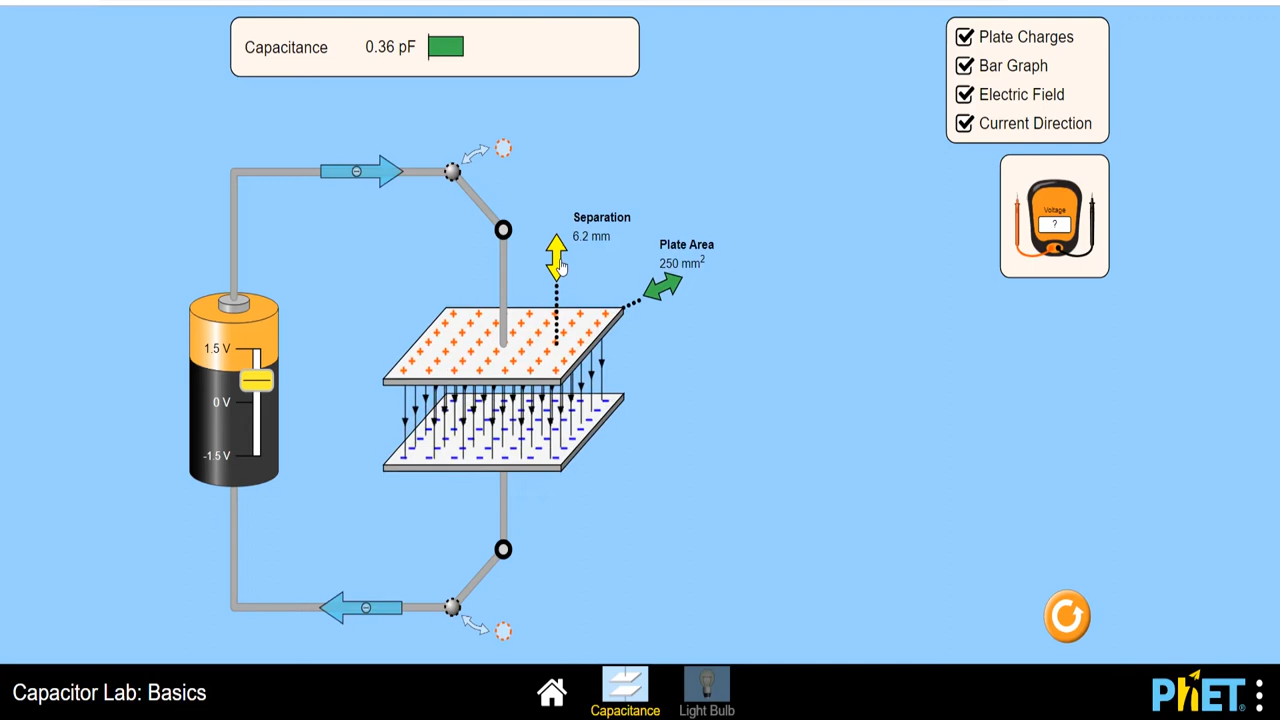 Capacitance 0.36 pF
Plate Charges
Bar Graph
Electric Field
Current Direction
Voltage
?
Separation
6.2 mm
Plate Area
250 mm²
1.5 V
0 V
-1.5 V
Capacitor Lab: Basics
Capacitance
Light Bulb
PhET